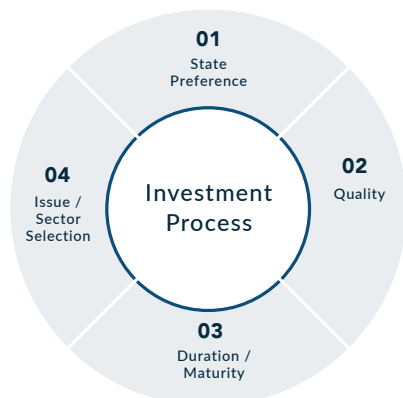 01
State
Preference
02
Quality
03
Duration /
Maturity
04
Issue /
Sector
Selection
Investment
Process